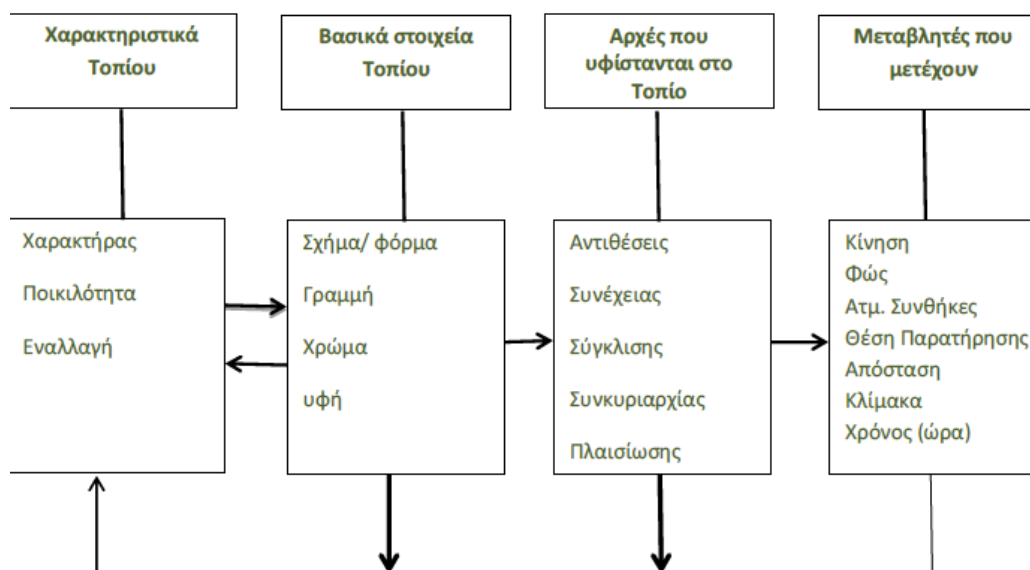 Χαρακτηριστικά
Τοπίου
Βασικά στοιχεία
Τοπίου
Αρχές που
υφίστανται στο
Τοπίο
Μεταβλητές που
μετέχουν
Χαρακτήρας
Ποικιλότητα
Εναλλαγή
Σχήμα/ φόρμα
Γραμμή
Χρώμα
υφή
Αντιθέσεις
Συνέχειας
Σύγκλισης
Συνκυριαρχίας
Πλαισίωσης
Κίνηση
Φώς
Ατμ. Συνθήκες
Θέση Παρατήρησης
Απόσταση
Κλίμακα
Χρόνος (ώρα)